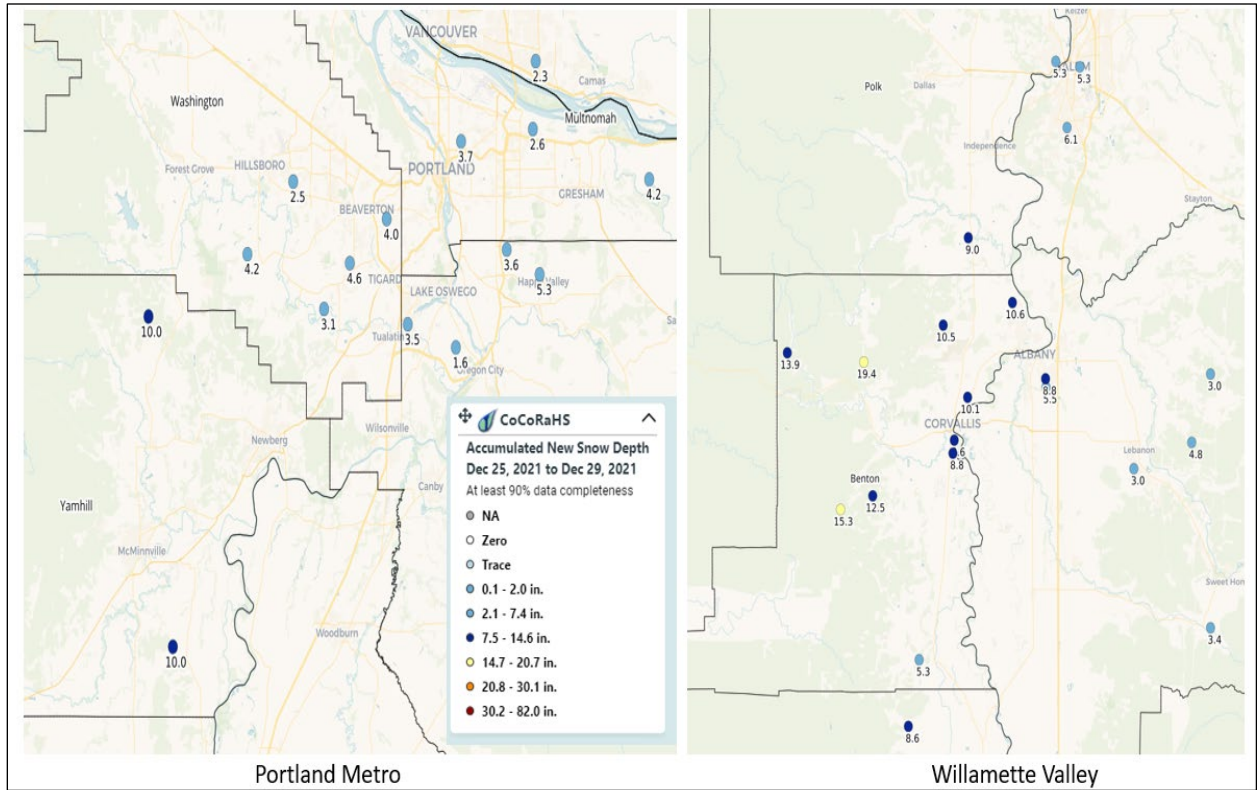 VANCOUVER
2.3
Camas
Washington
Multnomah
2.6
3.7
Forest Grove
HILLSBORO
PORTLAND
2.5
GRESHAM
4.2
BEAVERTON
4.0
3.6
4.2
4.6
TIGARD
Happy Valley
5.3
LAKE OSWEGO
10.0
3.1
Tualatin
3.5
1.6
Oregon City
Newberg
Wilsonville
Canby
Yamhill
McMinnville
Woodburn
10.0
CoCoRaHS
Accumulated New Snow Depth
Dec 25, 2021 to Dec 29, 2021
At least 90% data completeness
NA
Zero
Trace
0.1 - 2.0 in.
2.1 - 7.4 in.
7.5 - 14.6 in.
14.7 - 20.7 in.
20.8 - 30.1 in.
30.2 - 82.0 in.
Portland Metro
Keizer
5.3
5.3
Polk
Dallas
6.1
Independence
Stayton
9.0
10.6
10.5
ALBANY
13.9
19.4
3.0
8.8
5.5
10.1
CORVALLIS
8.8
4.8
Lebanon
3.0
Benton
12.5
15.3
Sweet Hom
3.4
5.3
8.6
Willamette Valley